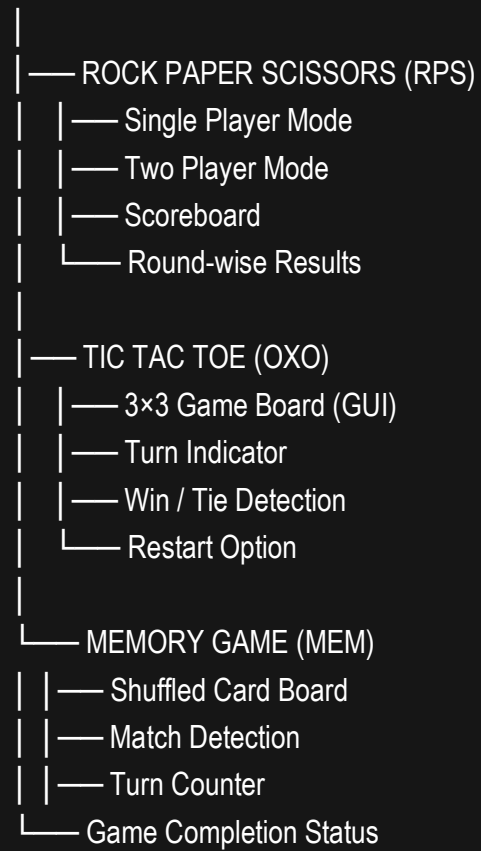 │
│── ROCK PAPER SCISSORS (RPS)
│ │── Single Player Mode
│ │── Two Player Mode
│ │── Scoreboard
│ └── Round-wise Results
│
│── TIC TAC TOE (OXO)
│ │── 3×3 Game Board (GUI)
│ │── Turn Indicator
│ │── Win / Tie Detection
│ └── Restart Option
│
└── MEMORY GAME (MEM)
│ │── Shuffled Card Board
│ │── Match Detection
│ │── Turn Counter
└── Game Completion Status